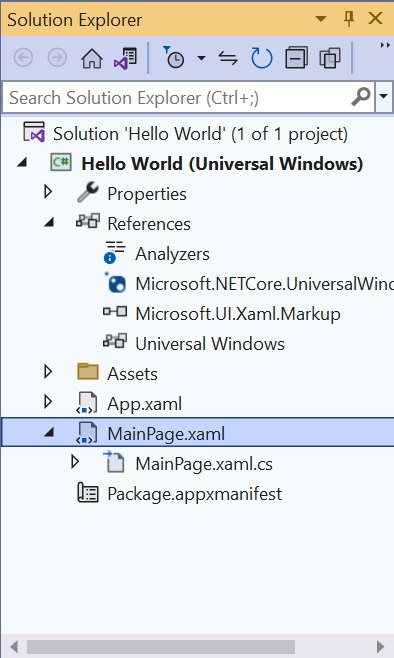 Solution Explorer
Search Solution Explorer (Ctrl+;)
Solution 'Hello World' (1 of 1 project)
C# Hello World (Universal Windows)
Properties
References
Analyzers
Microsoft.NETCore.UniversalWind
Microsoft.UI.Xaml.Markup
Universal Windows
Assets
App.xaml
MainPage.xaml
MainPage.xaml.cs
Package.appxmanifest